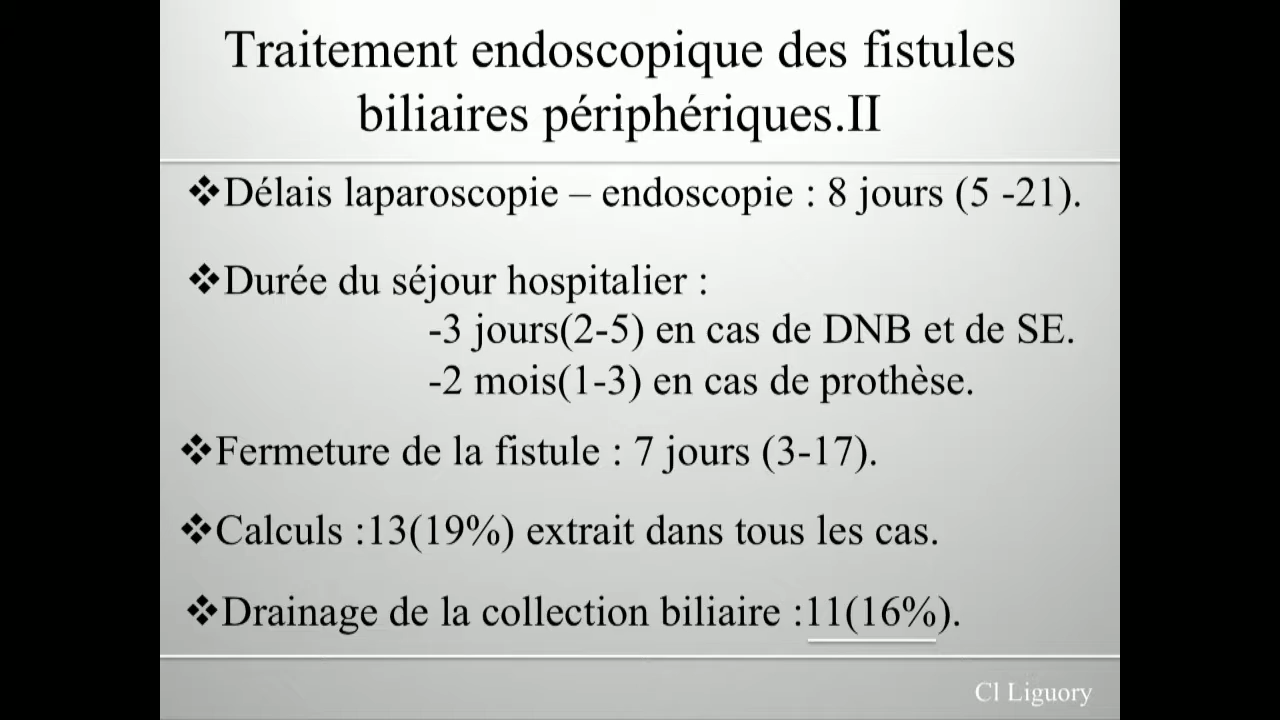 Traitement endoscopique des fistules
biliaires périphériques.II
❖Délais laparoscopie – endoscopie : 8 jours (5 -21).
❖Durée du séjour hospitalier :
-3 jours(2-5) en cas de DNB et de SE.
-2 mois(1-3) en cas de prothèse.
❖Fermeture de la fistule : 7 jours (3-17).
❖Calculs :13(19%) extrait dans tous les cas.
❖Drainage de la collection biliaire :11(16%).
Cl Liguory